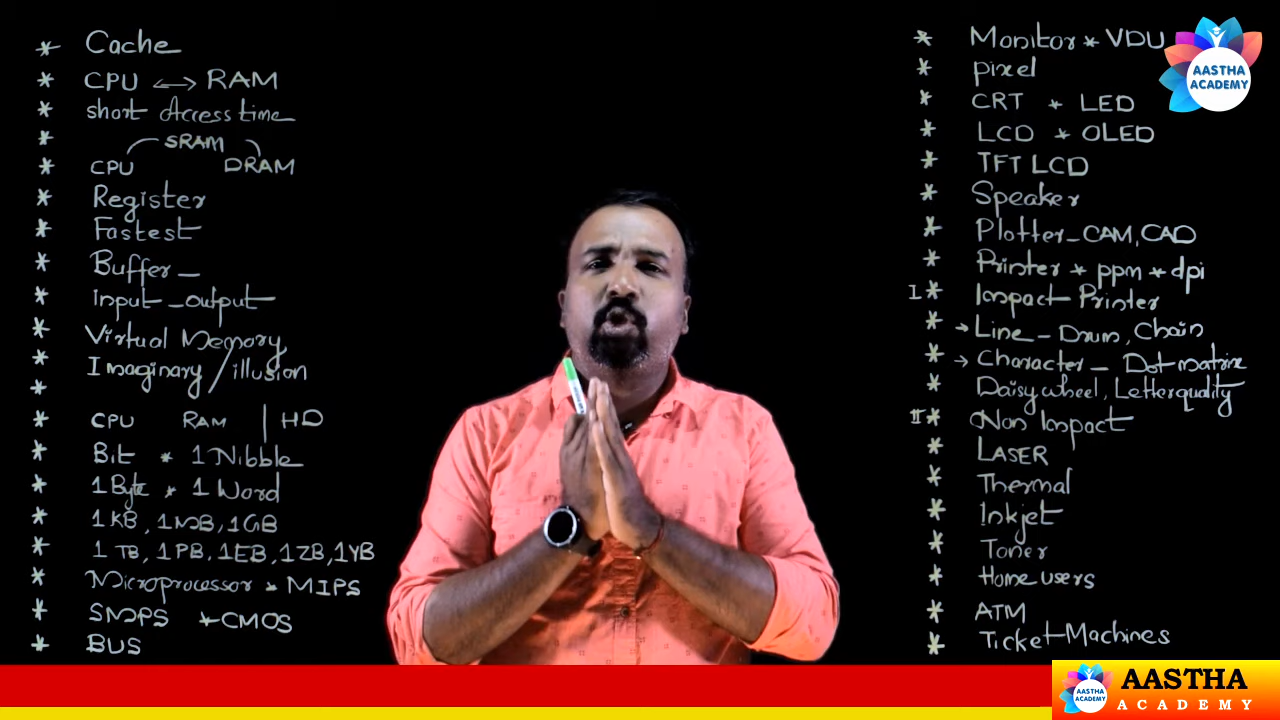 * Cache
* CPU ↔ RAM
* short Access time
* SRAM
* CPU DRAM
* Register
* Fastest
* Buffer -
* input - output
* Virtual Memory,
* Imaginary / illusion
*
* CPU RAM | HD
* Bit * 1 Nibble
* 1 Byte * 1 Word
* 1 KB, 1 MB, 1 GB
* 1 TB, 1 PB, 1 EB, 1 ZB, 1 YB
* Microprocessor * MIPS
* SMPS * CMOS
* BUS
* Monitor * VDU
* pixel
* CRT * LED
* LCD * OLED
* TFT LCD
* Speaker
* Plotter - CAM, CAD
* Printer * ppm * dpi
I * Impact Printer
* → Line - Drum, Chain
* → Character - Dot matrix
* Daisy wheel, Letter quality
II * Non Impact
* LASER
* Thermal
* Inkjet
* Toner
* Home users
* ATM
* Ticket Machines
AASTHA
ACADEMY
AASTHA
ACADEMY
AASTHA
ACADEMY